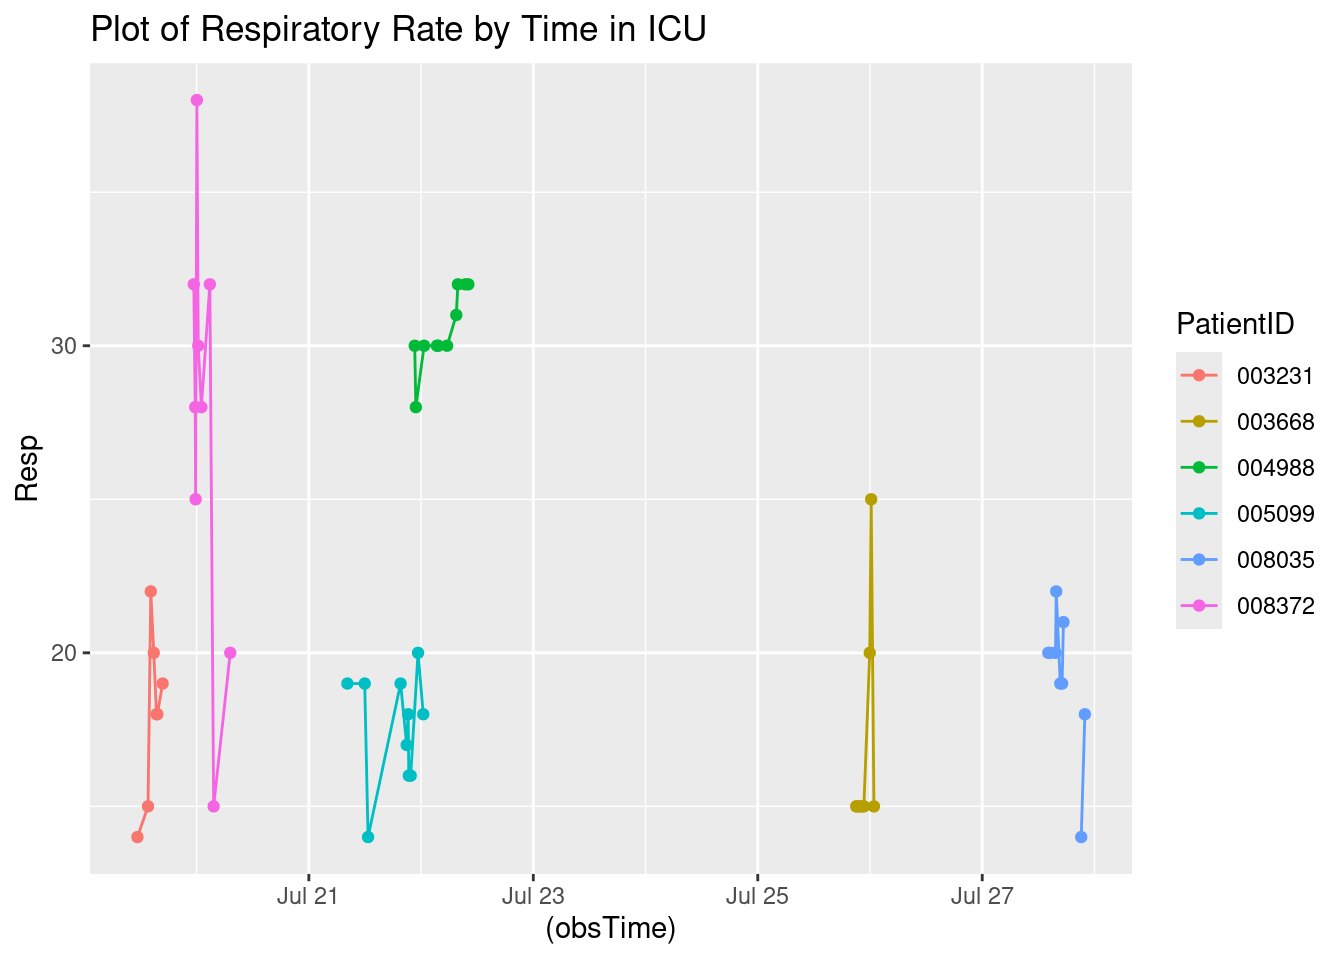 Plot of Respiratory Rate by Time in ICU
Resp
30
20
Jul 21
Jul 23
Jul 25
Jul 27
(obsTime)
PatientID
003231
003668
004988
005099
008035
008372